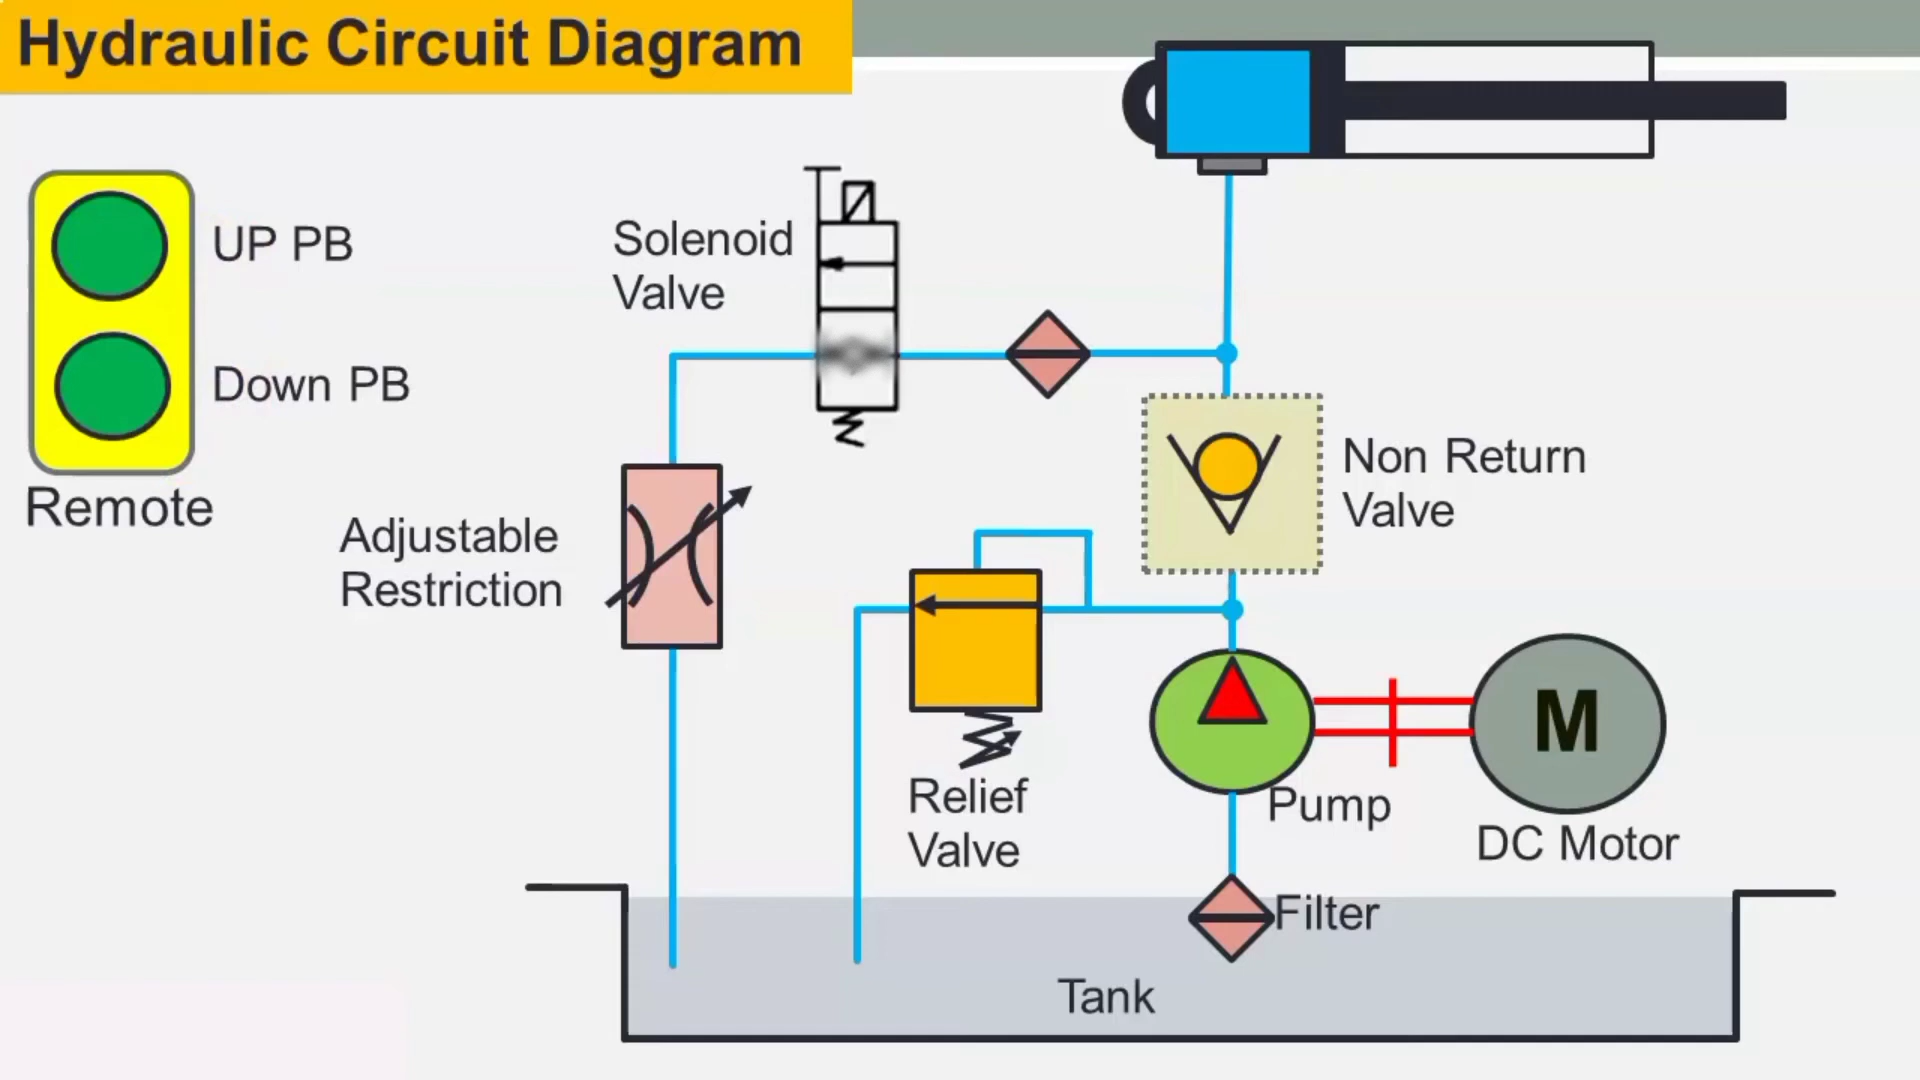 Hydraulic Circuit Diagram
UP PB
Down PB
Remote
Solenoid
Valve
Adjustable
Restriction
Non Return
Valve
Relief
Valve
M
Pump
DC Motor
Filter
Tank